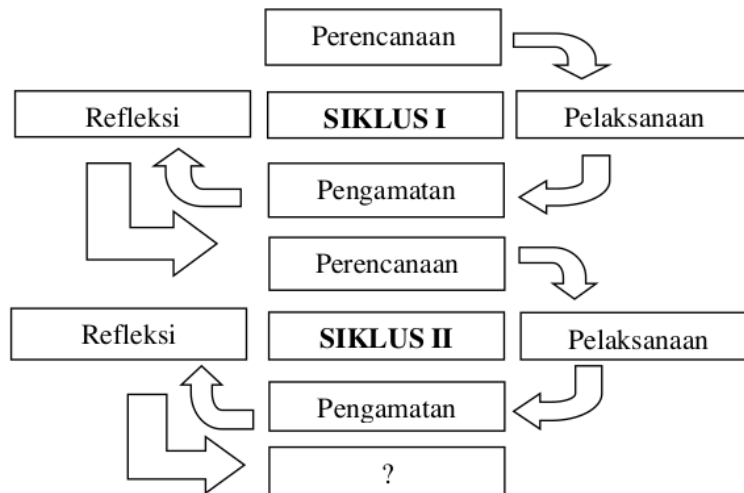 Perencanaan
Refleksi
SIKLUS I
Pelaksanaan
Pengamatan
Perencanaan
Refleksi
SIKLUS II
Pelaksanaan
Pengamatan
?